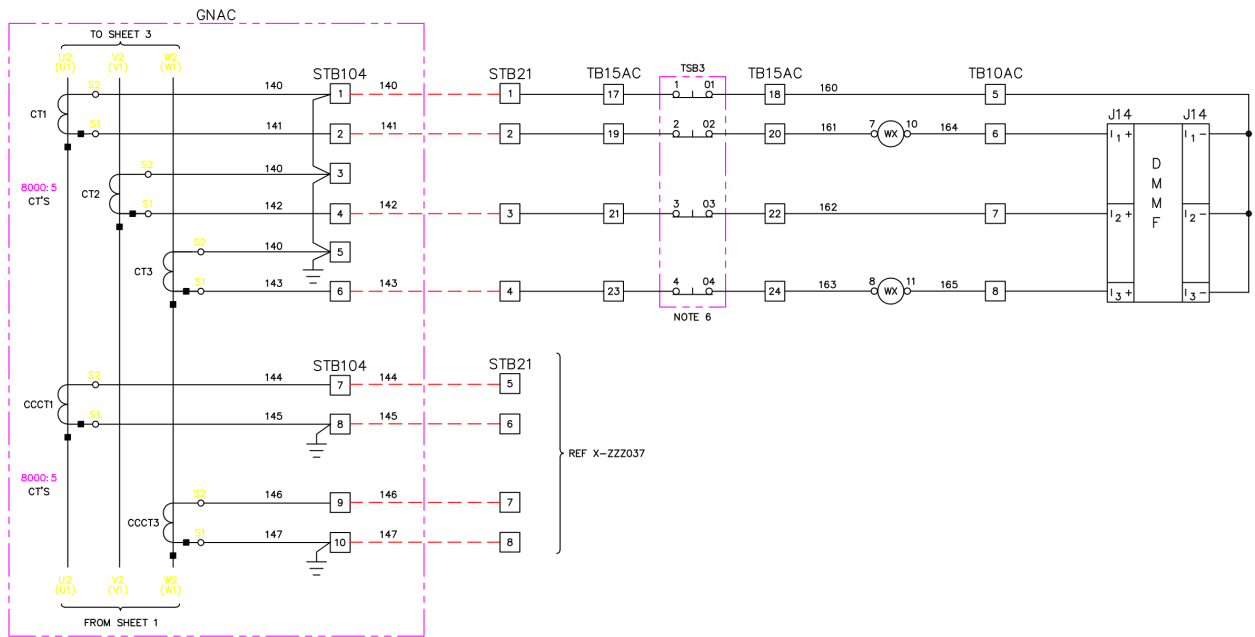 GNAC
TO SHEET 3
U2 V2 W2
(U1) (V1) (W1)
STB104 STB21 TB15AC TSB3 TB15AC TB10AC
S2 140 1 140 1 17 1 01 18 160 5
CT1
J14 J14
S1 141 2 141 2 19 2 02 20 161 7 WX 10 164 6 I1+ I1-
S2 140 3
8000:5
CT'S
CT2
D
M
M
F
S1 142 4 142 3 21 3 03 22 162 7 I2+ I2-
S2 140 5
CT3
S1 143 6 143 4 23 4 04 24 163 8 WX 11 165 8 I3+ I3-
NOTE 6
STB104 STB21
S2 144 7 144 5
CCCT1
S1 145 8 145 6
REF X-ZZZ037
8000:5
CT'S
S2 146 9 146 7
CCCT3
S1 147 10 147 8
U2 V2 W2
(U1) (V1) (W1)
FROM SHEET 1